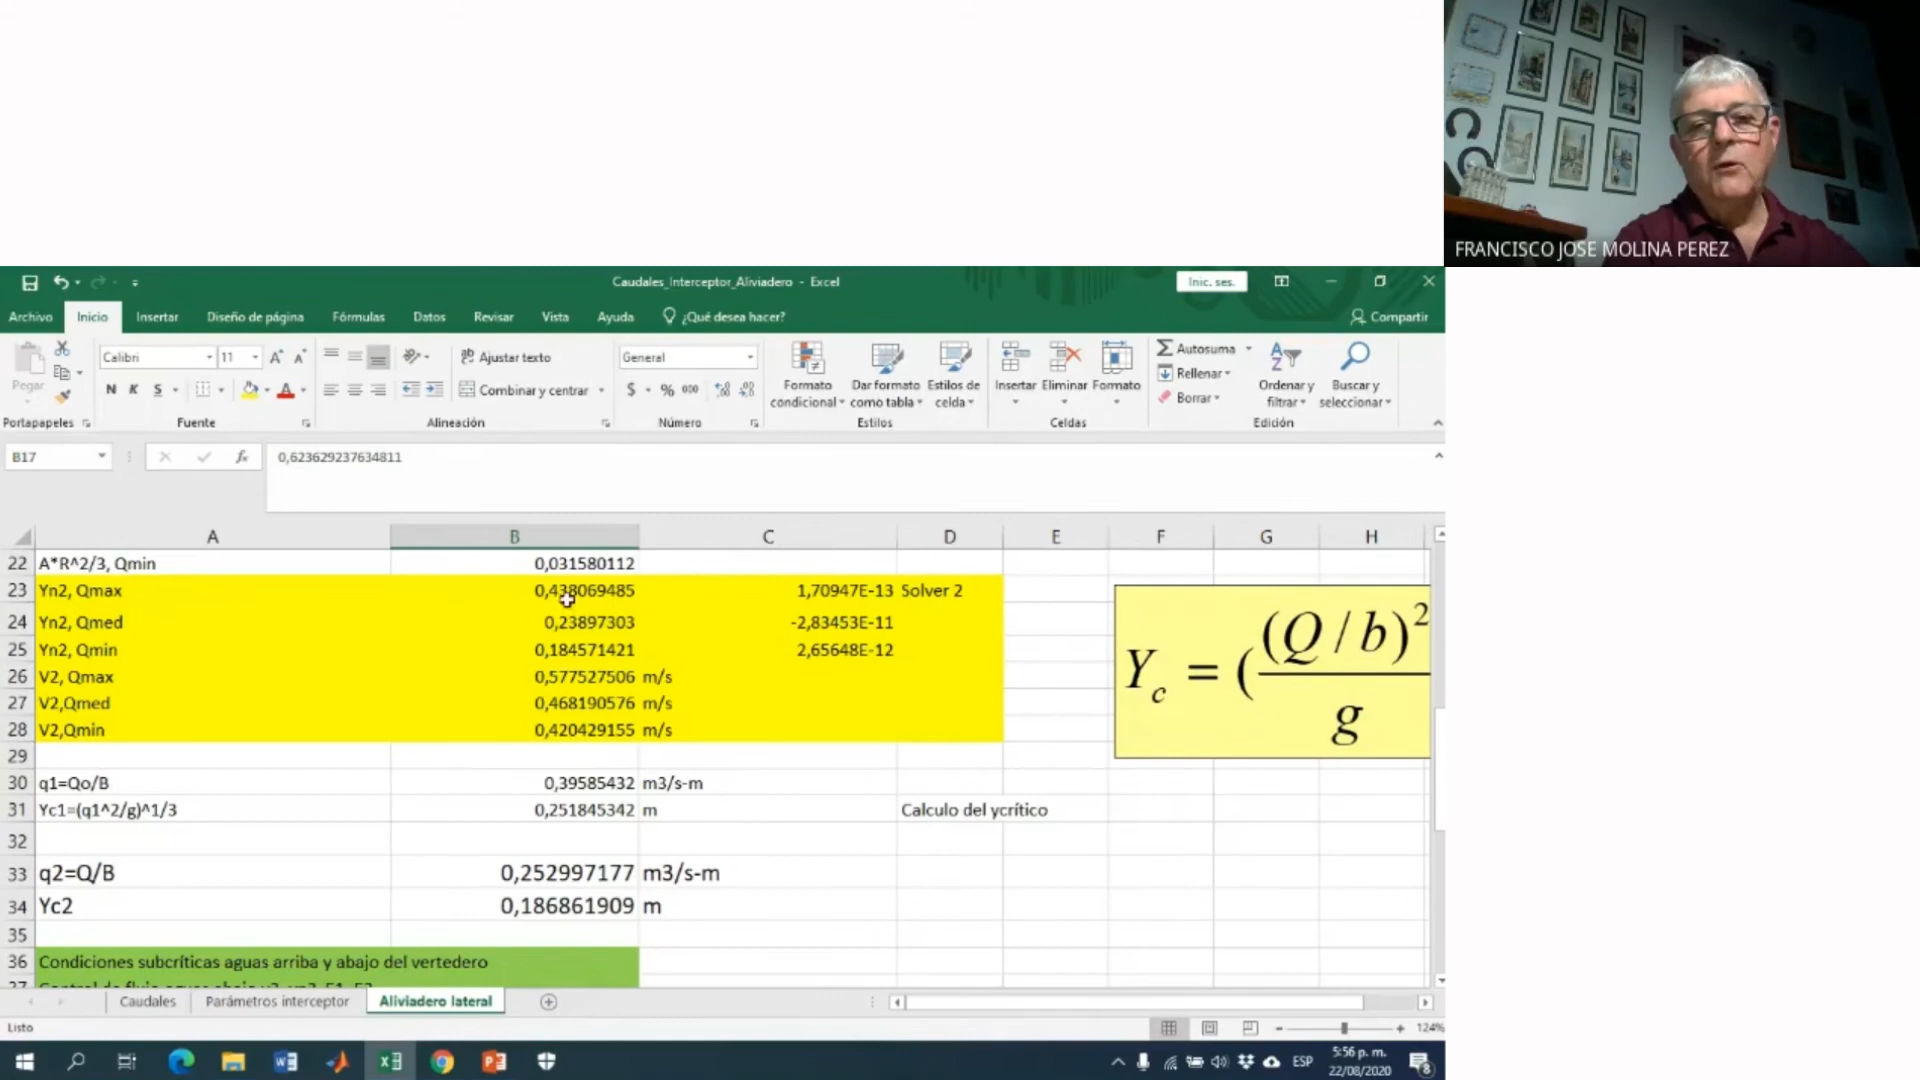 FRANCISCO JOSE MOLINA PEREZ
Caudales_Interceptor_Aliviadero - Excel
Inic. ses.
Archivo Inicio Insertar Diseño de página Fórmulas Datos Revisar Vista Ayuda ¿Qué desea hacer? Compartir
Pegar
Calibri 11
N K S
Ajustar texto
Combinar y centrar
General
$ % 000
Formato condicional
Dar formato como tabla
Estilos de celda
Insertar Eliminar Formato
Autosuma
Rellenar
Borrar
Ordenar y filtrar
Buscar y seleccionar
Portapapeles Fuente Alineación Número Estilos Celdas Edición
B17 fx 0,623629237634811
A B C D E F G H
22 A*R^2/3, Qmin 0,031580112
23 Yn2, Qmax 0,438069485 1,70947E-13 Solver 2
24 Yn2, Qmed 0,23897303 -2,83453E-11
25 Yn2, Qmin 0,184571421 2,65648E-12
26 V2, Qmax 0,577527506 m/s
27 V2,Qmed 0,468190576 m/s
28 V2,Qmin 0,420429155 m/s
29
30 q1=Qo/B 0,39585432 m3/s-m
31 Yc1=(q1^2/g)^1/3 0,251845342 m Calculo del ycrítico
32
33 q2=Q/B 0,252997177 m3/s-m
34 Yc2 0,186861909 m
35
36 Condiciones subcríticas aguas arriba y abajo del vertedero
37
Yc = ((Q/b)2
g
Caudales Parámetros interceptor Aliviadero lateral
Listo
124%
ESP
5:56 p. m.
22/08/2020
8